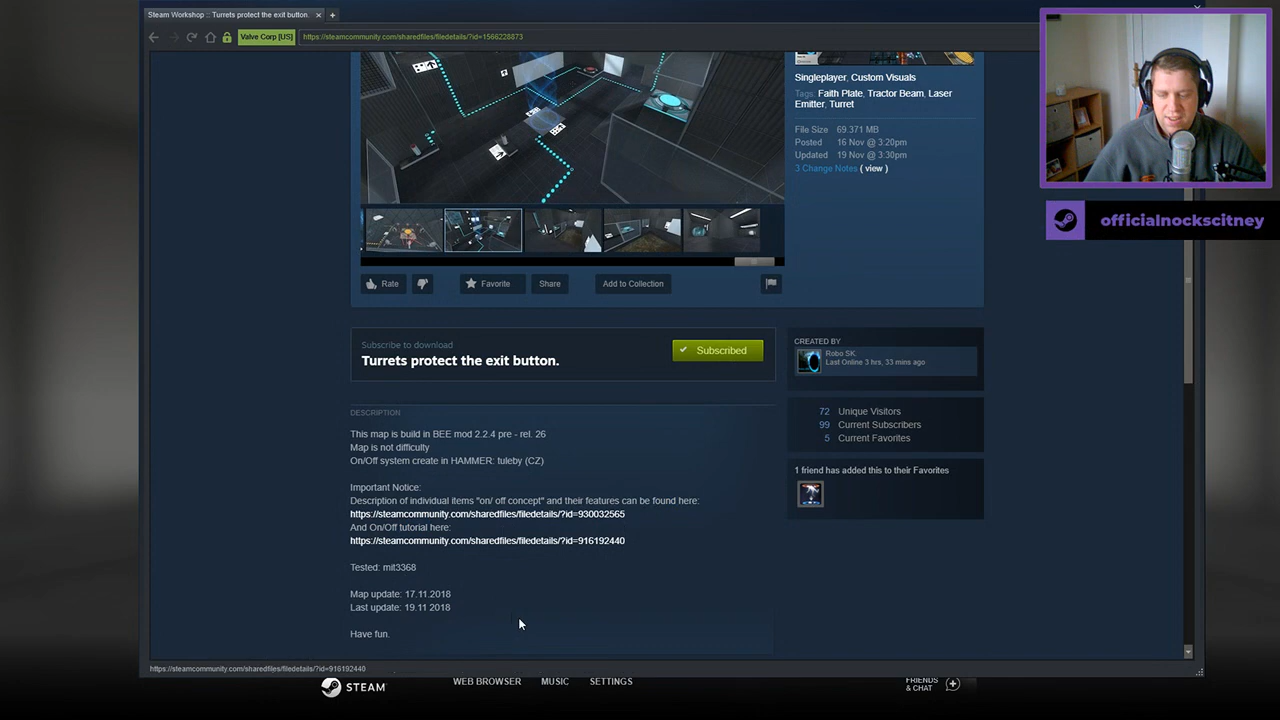 Steam Workshop :: Turrets protect the exit button.
Valve Corp [US]
https://steamcommunity.com/sharedfiles/filedetails/?id=1566228873
Singleplayer, Custom Visuals
Tags: Faith Plate, Tractor Beam, Laser
Emitter, Turret
File Size 69.371 MB
Posted 16 Nov @ 3:20pm
Updated 19 Nov @ 3:30pm
3 Change Notes ( view )
officialnockscitney
Rate
Favorite
Share
Add to Collection
Subscribe to download
Turrets protect the exit button.
Subscribed
CREATED BY
Robo SK.
Last Online 3 hrs, 33 mins ago
72 Unique Visitors
99 Current Subscribers
5 Current Favorites
1 friend has added this to their Favorites
DESCRIPTION
This map is build in BEE mod 2.2.4 pre - rel. 26
Map is not difficulty
On/Off system create in HAMMER: tuleby (CZ)
Important Notice:
Description of individual items "on/ off concept" and their features can be found here:
https://steamcommunity.com/sharedfiles/filedetails/?id=930032565
And On/Off tutorial here:
https://steamcommunity.com/sharedfiles/filedetails/?id=916192440
Tested: mit3368
Map update: 17.11.2018
Last update: 19.11 2018
Have fun.
https://steamcommunity.com/sharedfiles/filedetails/?id=916192440
STEAM
WEB BROWSER
MUSIC
SETTINGS
FRIENDS
& CHAT